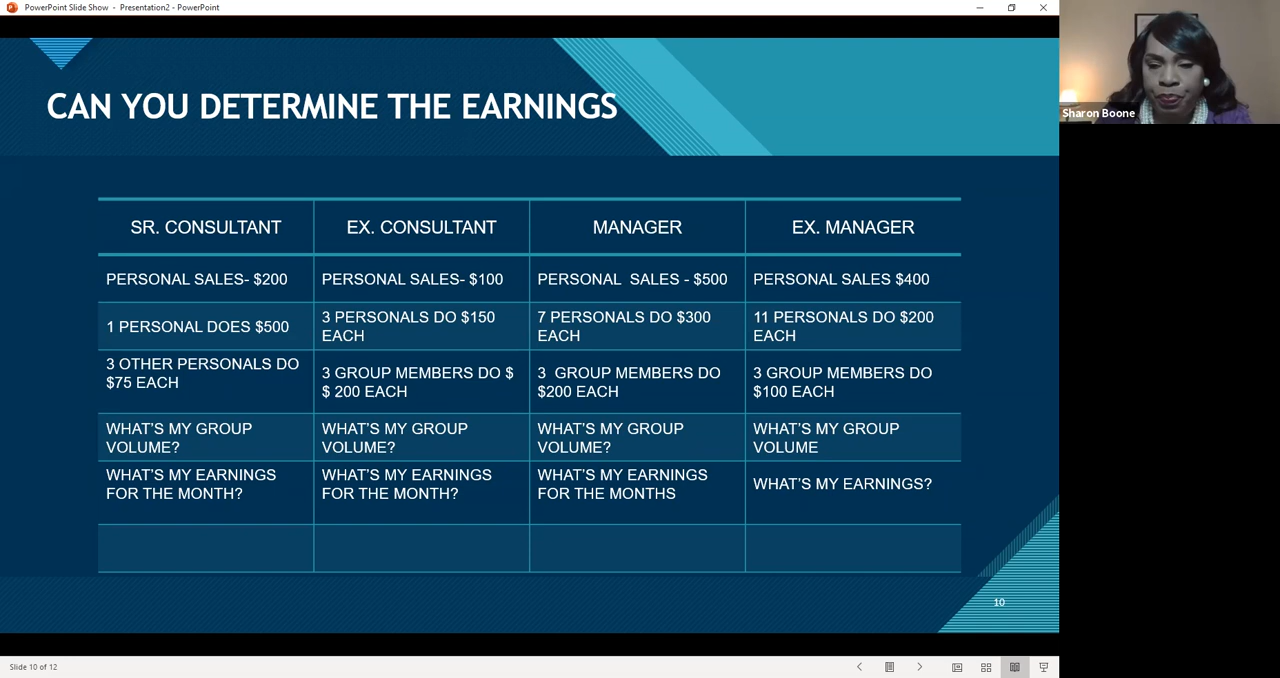 PowerPoint Slide Show - Presentation2 - PowerPoint
CAN YOU DETERMINE THE EARNINGS
Sharon Boone
SR. CONSULTANT
EX. CONSULTANT
MANAGER
EX. MANAGER
PERSONAL SALES- $200
PERSONAL SALES- $100
PERSONAL SALES - $500
PERSONAL SALES $400
1 PERSONAL DOES $500
3 PERSONALS DO $150
EACH
7 PERSONALS DO $300
EACH
11 PERSONALS DO $200
EACH
3 OTHER PERSONALS DO
$75 EACH
3 GROUP MEMBERS DO $
$ 200 EACH
3 GROUP MEMBERS DO
$200 EACH
3 GROUP MEMBERS DO
$100 EACH
WHAT'S MY GROUP
VOLUME?
WHAT'S MY GROUP
VOLUME?
WHAT'S MY GROUP
VOLUME?
WHAT'S MY GROUP
VOLUME
WHAT'S MY EARNINGS
FOR THE MONTH?
WHAT'S MY EARNINGS
FOR THE MONTH?
WHAT'S MY EARNINGS
FOR THE MONTHS
WHAT'S MY EARNINGS?
10
Slide 10 of 12